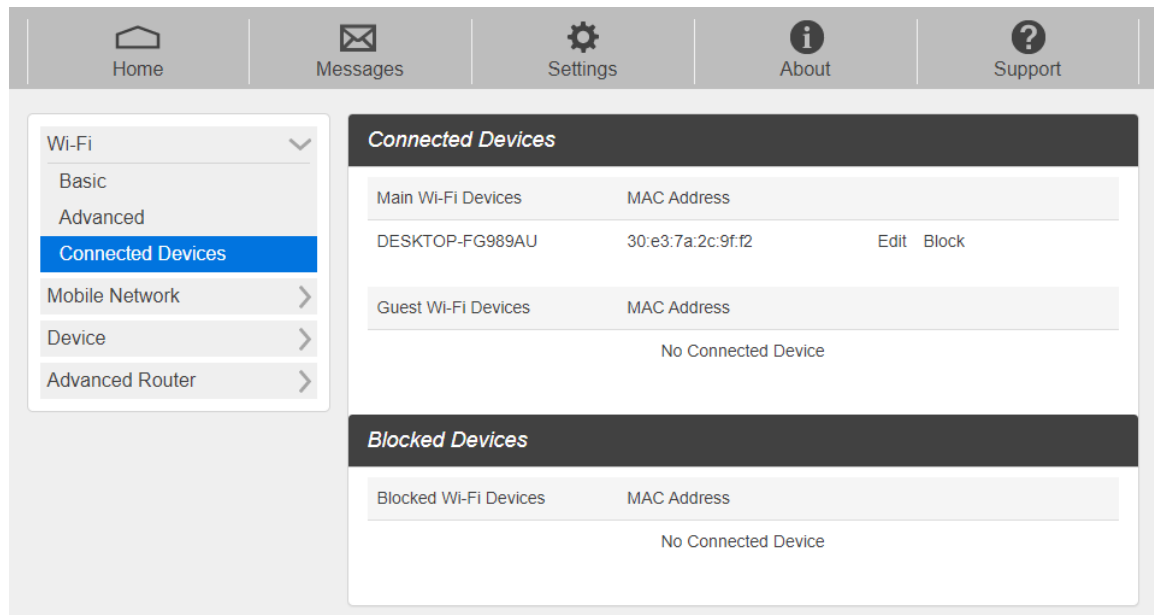 Home Messages Settings About Support
Wi-Fi
Basic
Advanced
Connected Devices
Mobile Network
Device
Advanced Router
Connected Devices
Main Wi-Fi Devices MAC Address
DESKTOP-FG989AU 30:e3:7a:2c:9f:f2 Edit Block
Guest Wi-Fi Devices MAC Address
No Connected Device
Blocked Devices
Blocked Wi-Fi Devices MAC Address
No Connected Device